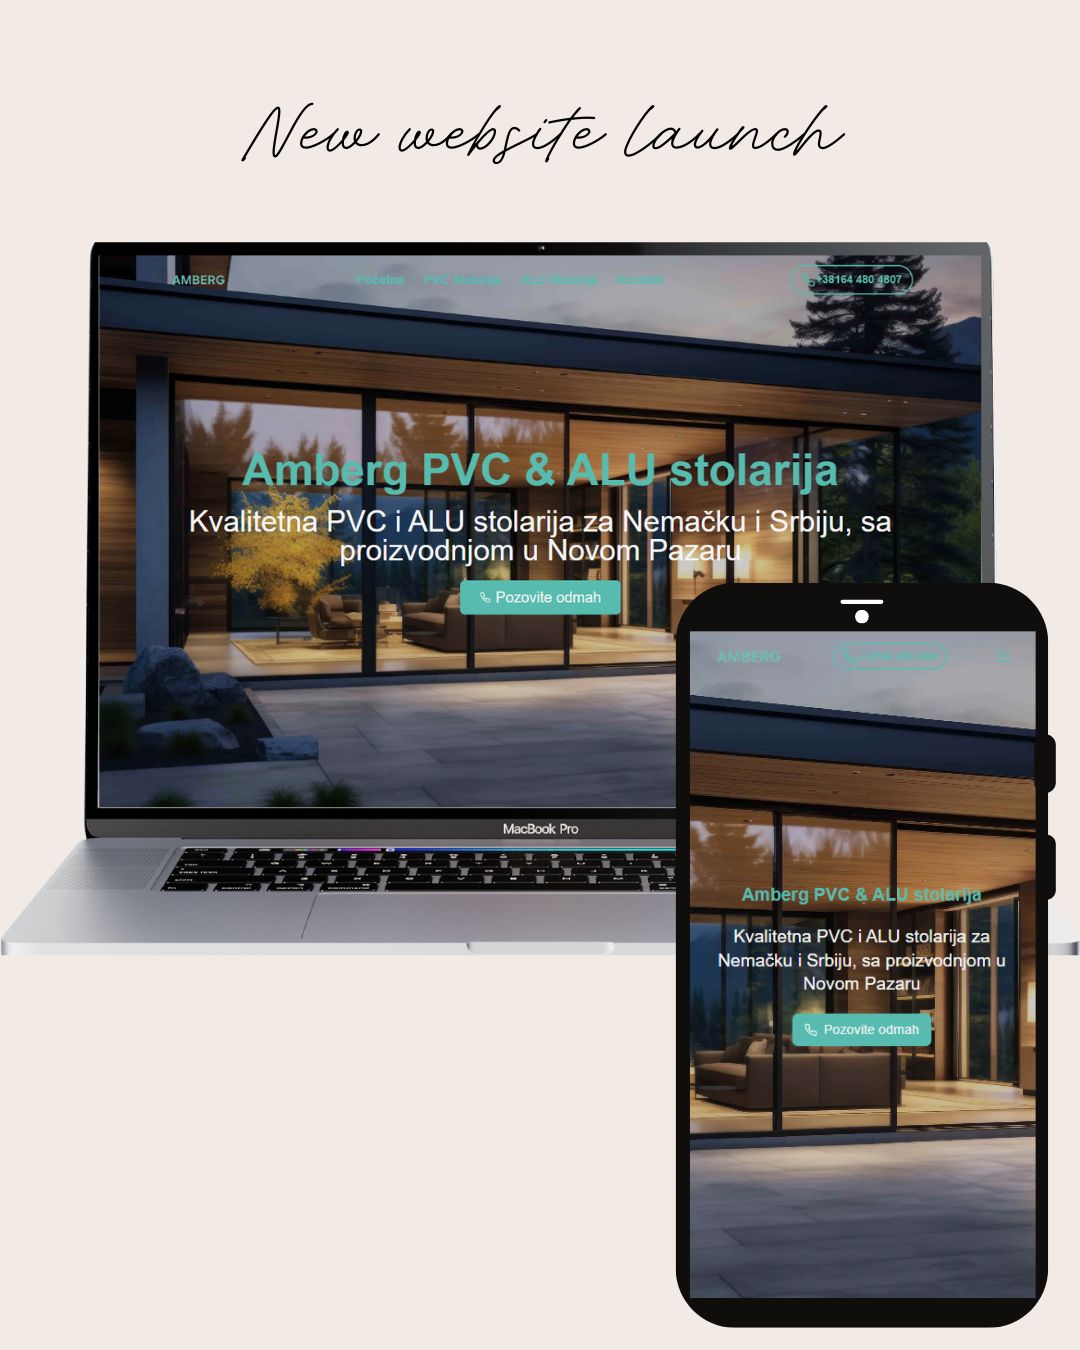 New website launch
AMBERG
Početna PVC Stolarija ALU Stolarija Kontakt
+38164 480 4807
Amberg PVC & ALU stolarija
Kvalitetna PVC i ALU stolarija za Nemačku i Srbiju, sa
proizvodnjom u Novom Pazaru
Pozovite odmah
MacBook Pro
AMBERG
Amberg PVC & ALU stolarija
Kvalitetna PVC i ALU stolarija za
Nemačku i Srbiju, sa proizvodnjom u
Novom Pazaru
Pozovite odmah